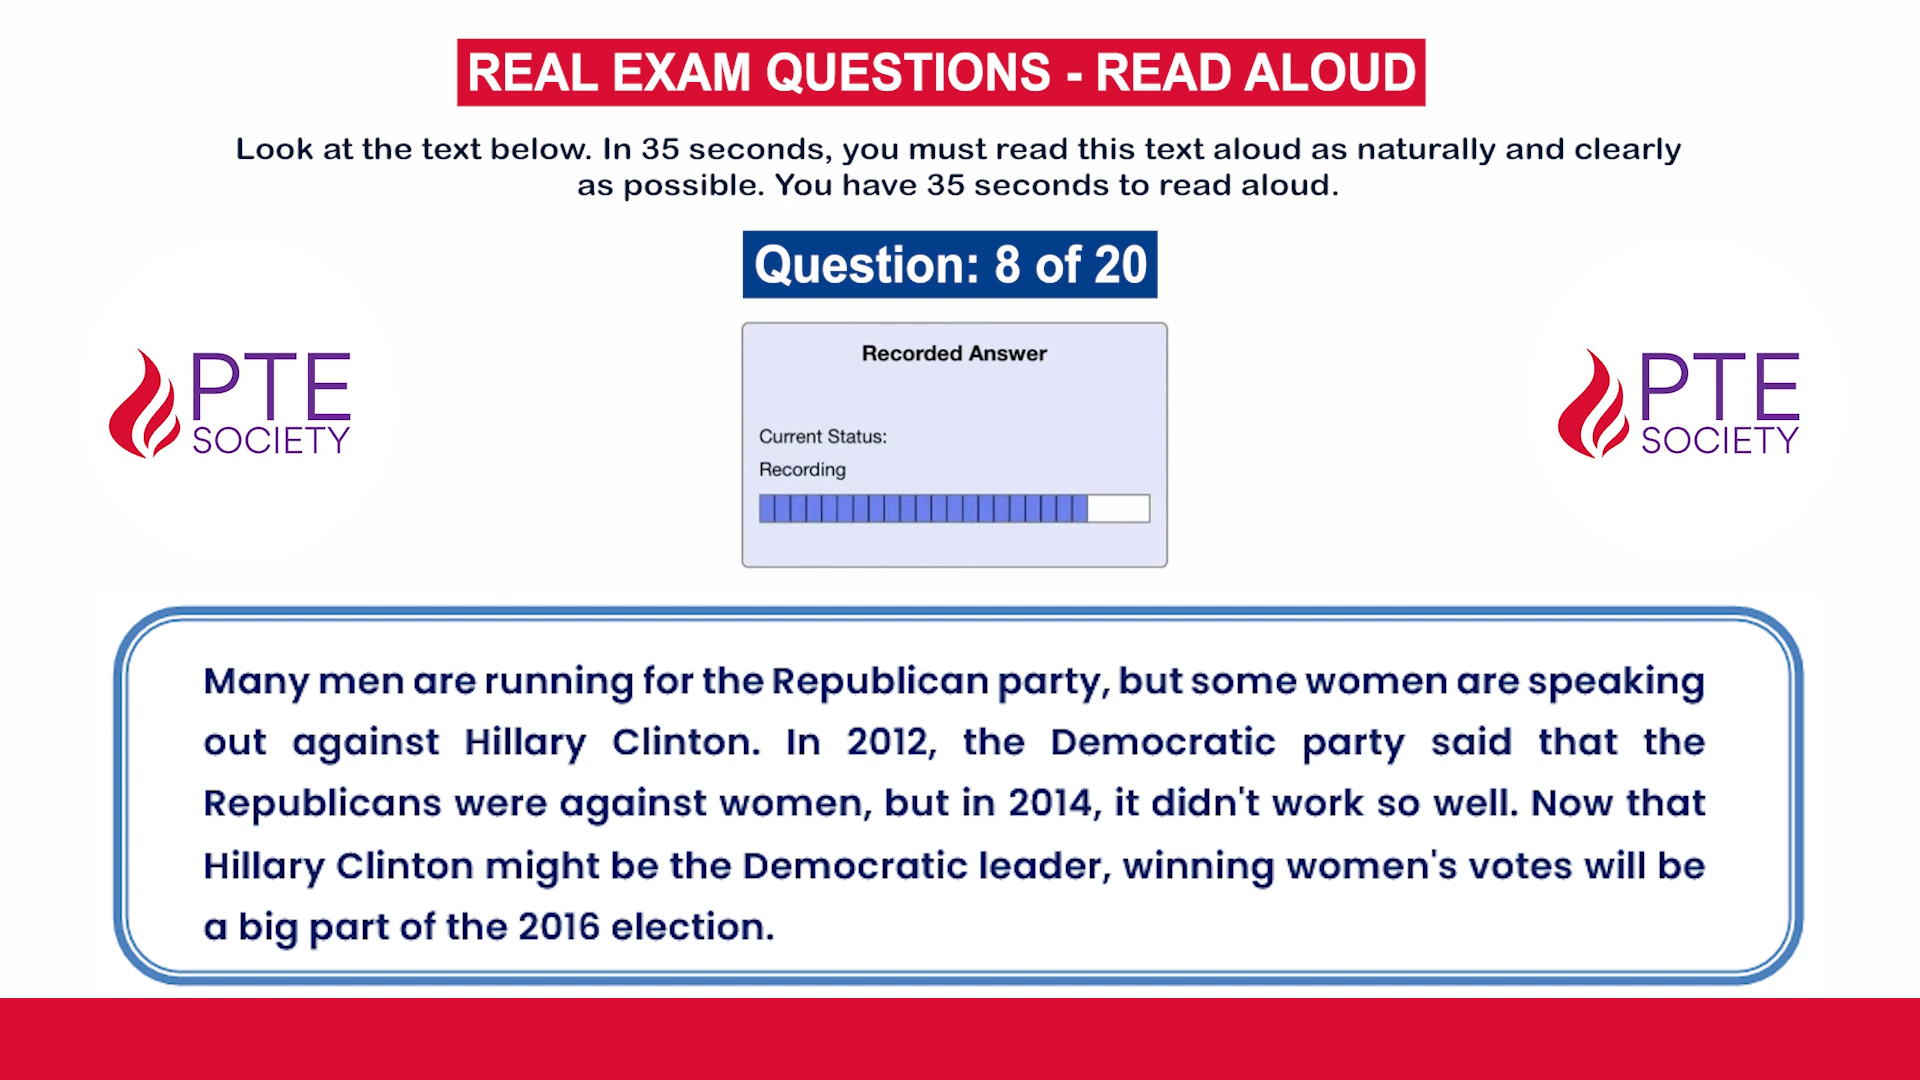 REAL EXAM QUESTIONS - READ ALOUD
Look at the text below. In 35 seconds, you must read this text aloud as naturally and clearly
as possible. You have 35 seconds to read aloud.
Question: 8 of 20
PTE
SOCIETY
Recorded Answer
Current Status:
Recording
PTE
SOCIETY
Many men are running for the Republican party, but some women are speaking
out against Hillary Clinton. In 2012, the Democratic party said that the
Republicans were against women, but in 2014, it didn't work so well. Now that
Hillary Clinton might be the Democratic leader, winning women's votes will be
a big part of the 2016 election.